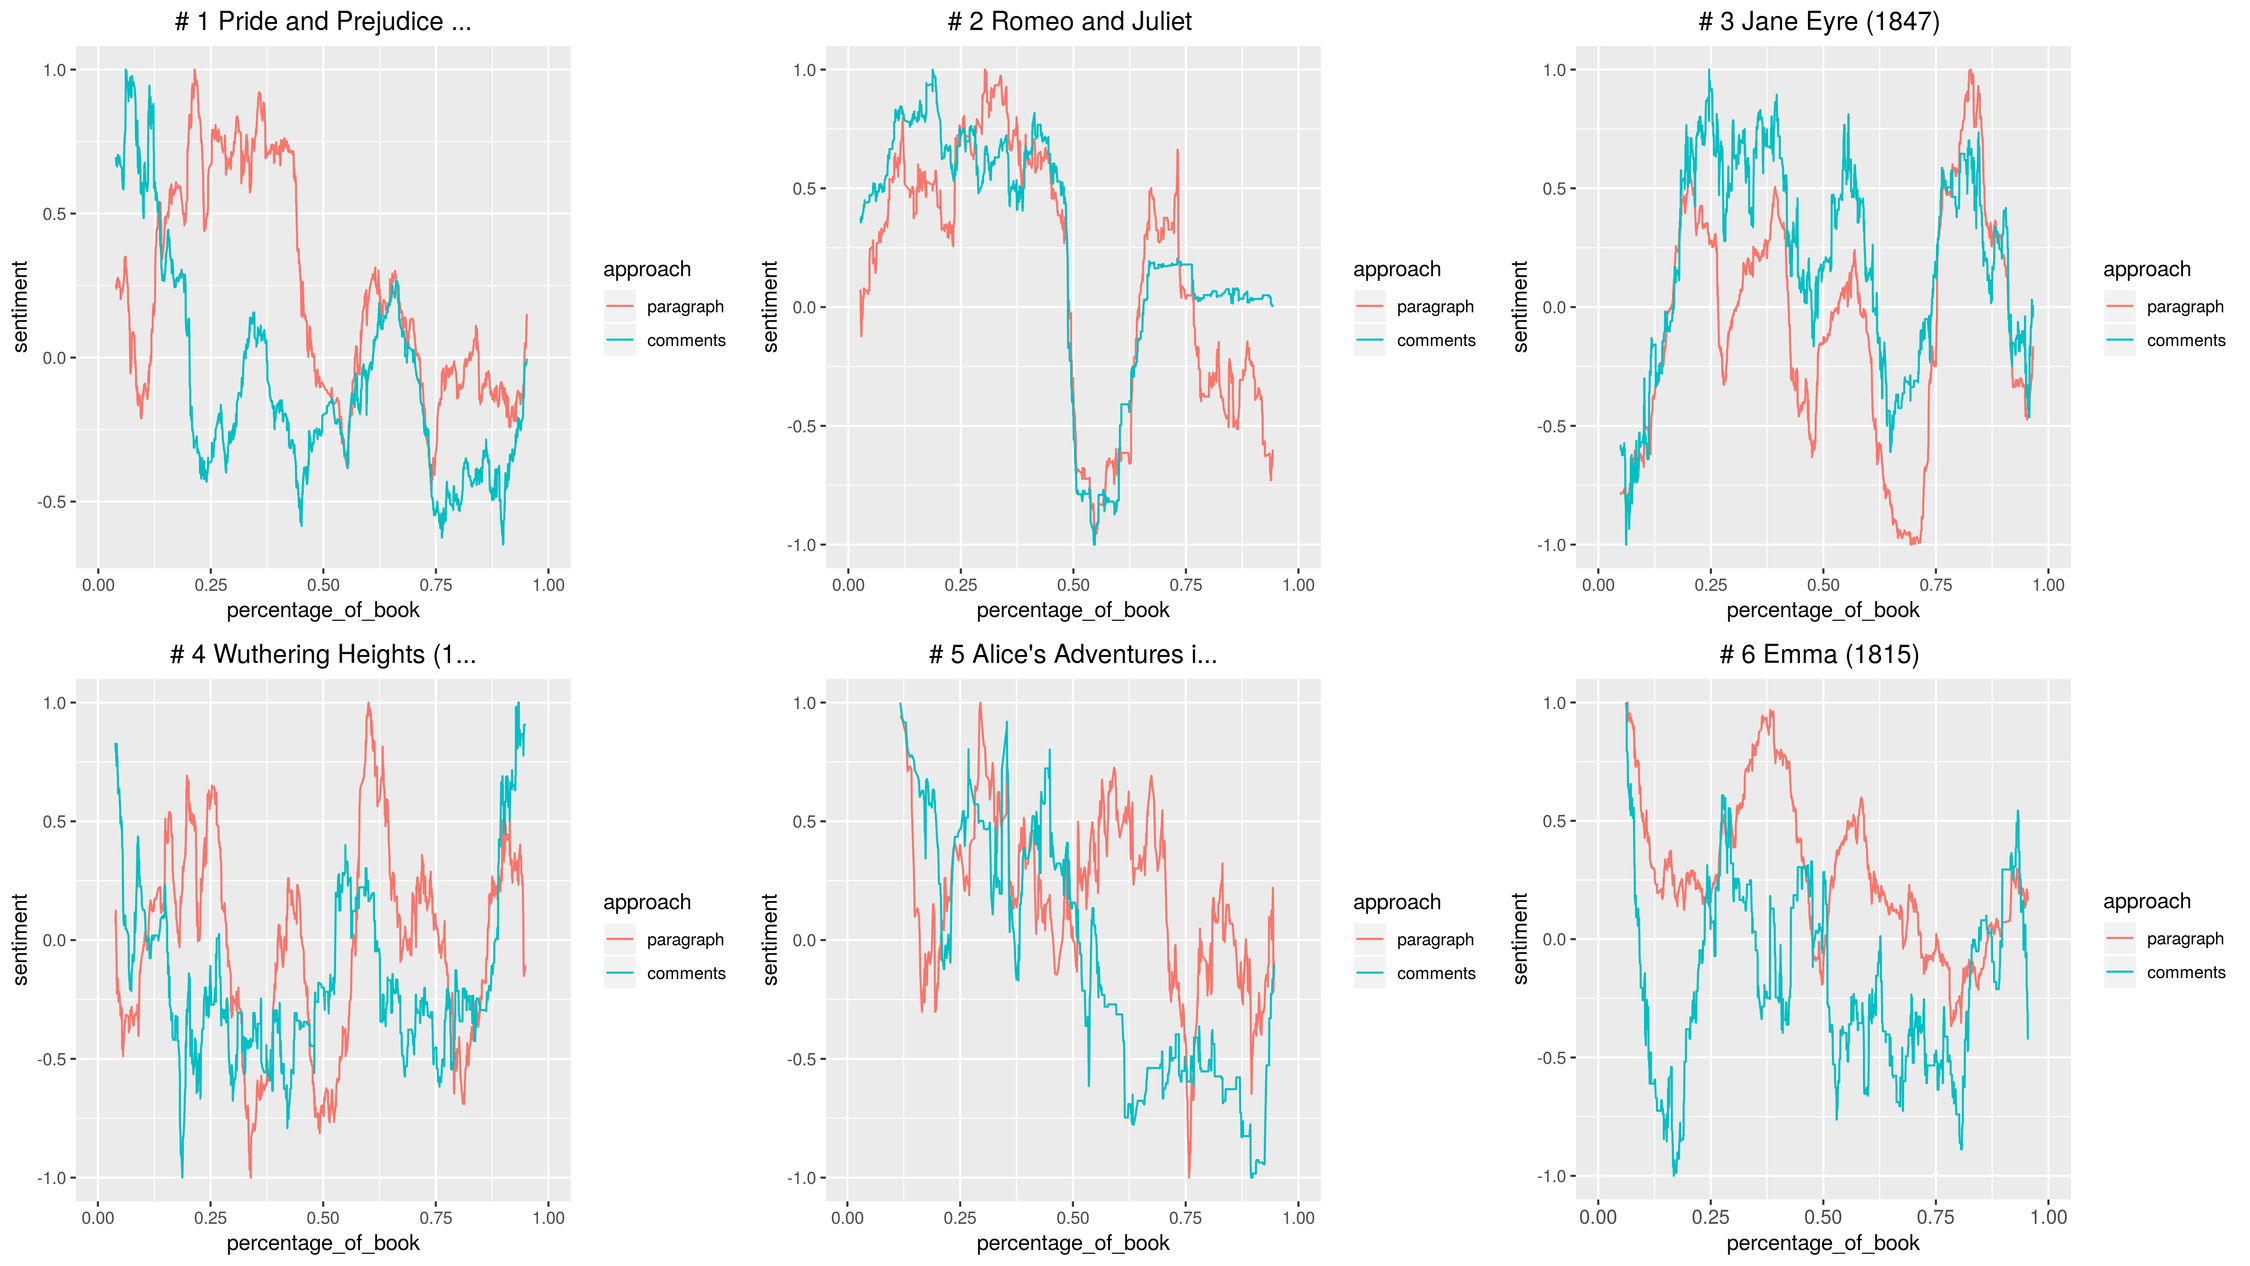 # 1 Pride and Prejudice ...
1.0
0.5
0.0
-0.5
sentiment
0.00 0.25 0.50 0.75 1.00
percentage_of_book
approach
paragraph
comments
# 2 Romeo and Juliet
1.0
0.5
0.0
-0.5
-1.0
sentiment
0.00 0.25 0.50 0.75 1.00
percentage_of_book
approach
paragraph
comments
# 3 Jane Eyre (1847)
1.0
0.5
0.0
-0.5
-1.0
sentiment
0.00 0.25 0.50 0.75 1.00
percentage_of_book
approach
paragraph
comments
# 4 Wuthering Heights (1...
1.0
0.5
0.0
-0.5
-1.0
sentiment
0.00 0.25 0.50 0.75 1.00
percentage_of_book
approach
paragraph
comments
# 5 Alice's Adventures i...
1.0
0.5
0.0
-0.5
-1.0
sentiment
0.00 0.25 0.50 0.75 1.00
percentage_of_book
approach
paragraph
comments
# 6 Emma (1815)
1.0
0.5
0.0
-0.5
-1.0
sentiment
0.00 0.25 0.50 0.75 1.00
percentage_of_book
approach
paragraph
comments